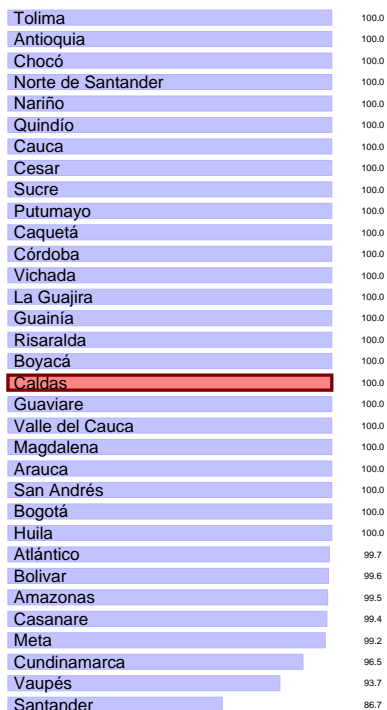 Tolima 100.0
Antioquia 100.0
Chocó 100.0
Norte de Santander 100.0
Nariño 100.0
Quindío 100.0
Cauca 100.0
Cesar 100.0
Sucre 100.0
Putumayo 100.0
Caquetá 100.0
Córdoba 100.0
Vichada 100.0
La Guajira 100.0
Guainía 100.0
Risaralda 100.0
Boyacá 100.0
Caldas 100.0
Guaviare 100.0
Valle del Cauca 100.0
Magdalena 100.0
Arauca 100.0
San Andrés 100.0
Bogotá 100.0
Huila 100.0
Atlántico 99.7
Bolivar 99.6
Amazonas 99.5
Casanare 99.4
Meta 99.2
Cundinamarca 96.5
Vaupés 93.7
Santander 86.7